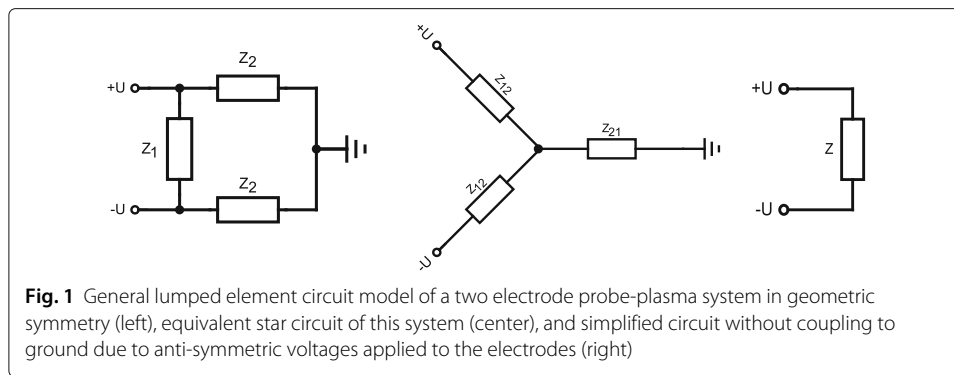 Z2
+U
Z1
-U
Z2
+U
Z12
Z21
Z12
-U
+U
Z
-U
Fig. 1 General lumped element circuit model of a two electrode probe-plasma system in geometric
symmetry (left), equivalent star circuit of this system (center), and simplified circuit without coupling to
ground due to anti-symmetric voltages applied to the electrodes (right)